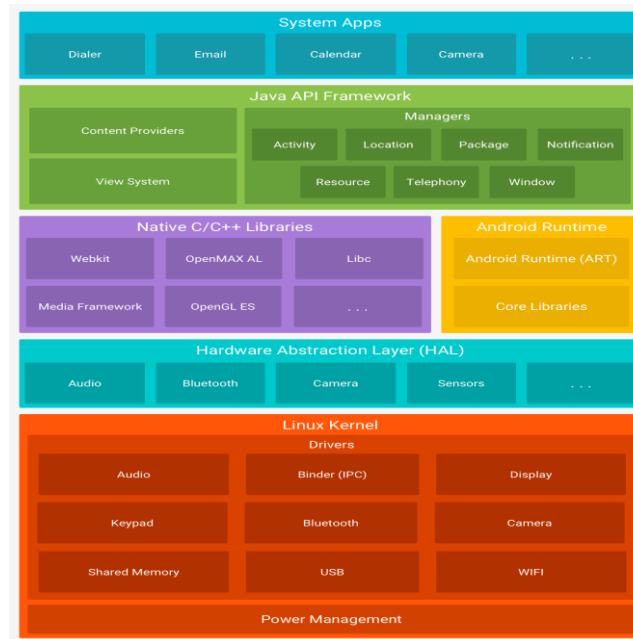 System Apps
Dialer
Email
Calendar
Camera
. . .
Java API Framework
Content Providers
View System
Managers
Activity
Location
Package
Notification
Resource
Telephony
Window
Native C/C++ Libraries
Webkit
OpenMAX AL
Libc
Media Framework
OpenGL ES
. . .
Android Runtime
Android Runtime (ART)
Core Libraries
Hardware Abstraction Layer (HAL)
Audio
Bluetooth
Camera
Sensors
. . .
Linux Kernel
Drivers
Audio
Binder (IPC)
Display
Keypad
Bluetooth
Camera
Shared Memory
USB
WIFI
Power Management